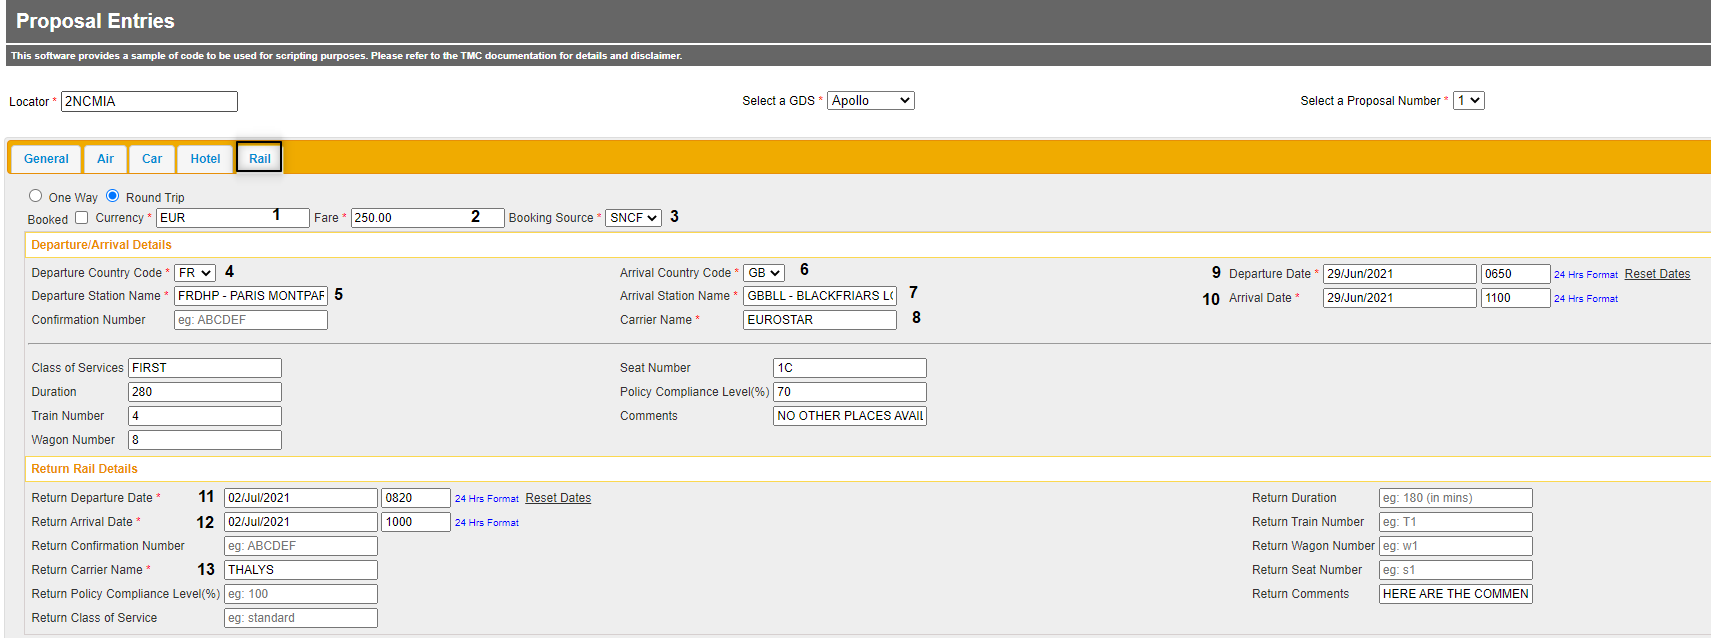 Proposal Entries
This software provides a sample of code to be used for scripting purposes. Please refer to the TMC documentation for details and disclaimer.
Locator * 2NCMIA Select a GDS * Apollo Select a Proposal Number * 1
General Air Car Hotel Rail
One Way Round Trip
Booked Currency * EUR 1 Fare * 250.00 2 Booking Source * SNCF 3
Departure/Arrival Details
Departure Country Code * FR 4 Arrival Country Code * GB 6 9 Departure Date * 29/Jun/2021 0650 24 Hrs Format Reset Dates
Departure Station Name * FRDHP - PARIS MONTPAR 5 Arrival Station Name * GBBLL - BLACKFRIARS LO 7 10 Arrival Date * 29/Jun/2021 1100 24 Hrs Format
Confirmation Number eg: ABCDEF Carrier Name * EUROSTAR 8
Class of Services FIRST Seat Number 1C
Duration 280 Policy Compliance Level(%) 70
Train Number 4 Comments NO OTHER PLACES AVAIL
Wagon Number 8
Return Rail Details
Return Departure Date * 11 02/Jul/2021 0820 24 Hrs Format Reset Dates Return Duration eg: 180 (in mins)
Return Arrival Date * 12 02/Jul/2021 1000 24 Hrs Format Return Train Number eg: T1
Return Confirmation Number eg: ABCDEF Return Wagon Number eg: w1
Return Carrier Name * 13 THALYS Return Seat Number eg: s1
Return Policy Compliance Level(%) eg: 100 Return Comments HERE ARE THE COMMEN
Return Class of Service eg: standard